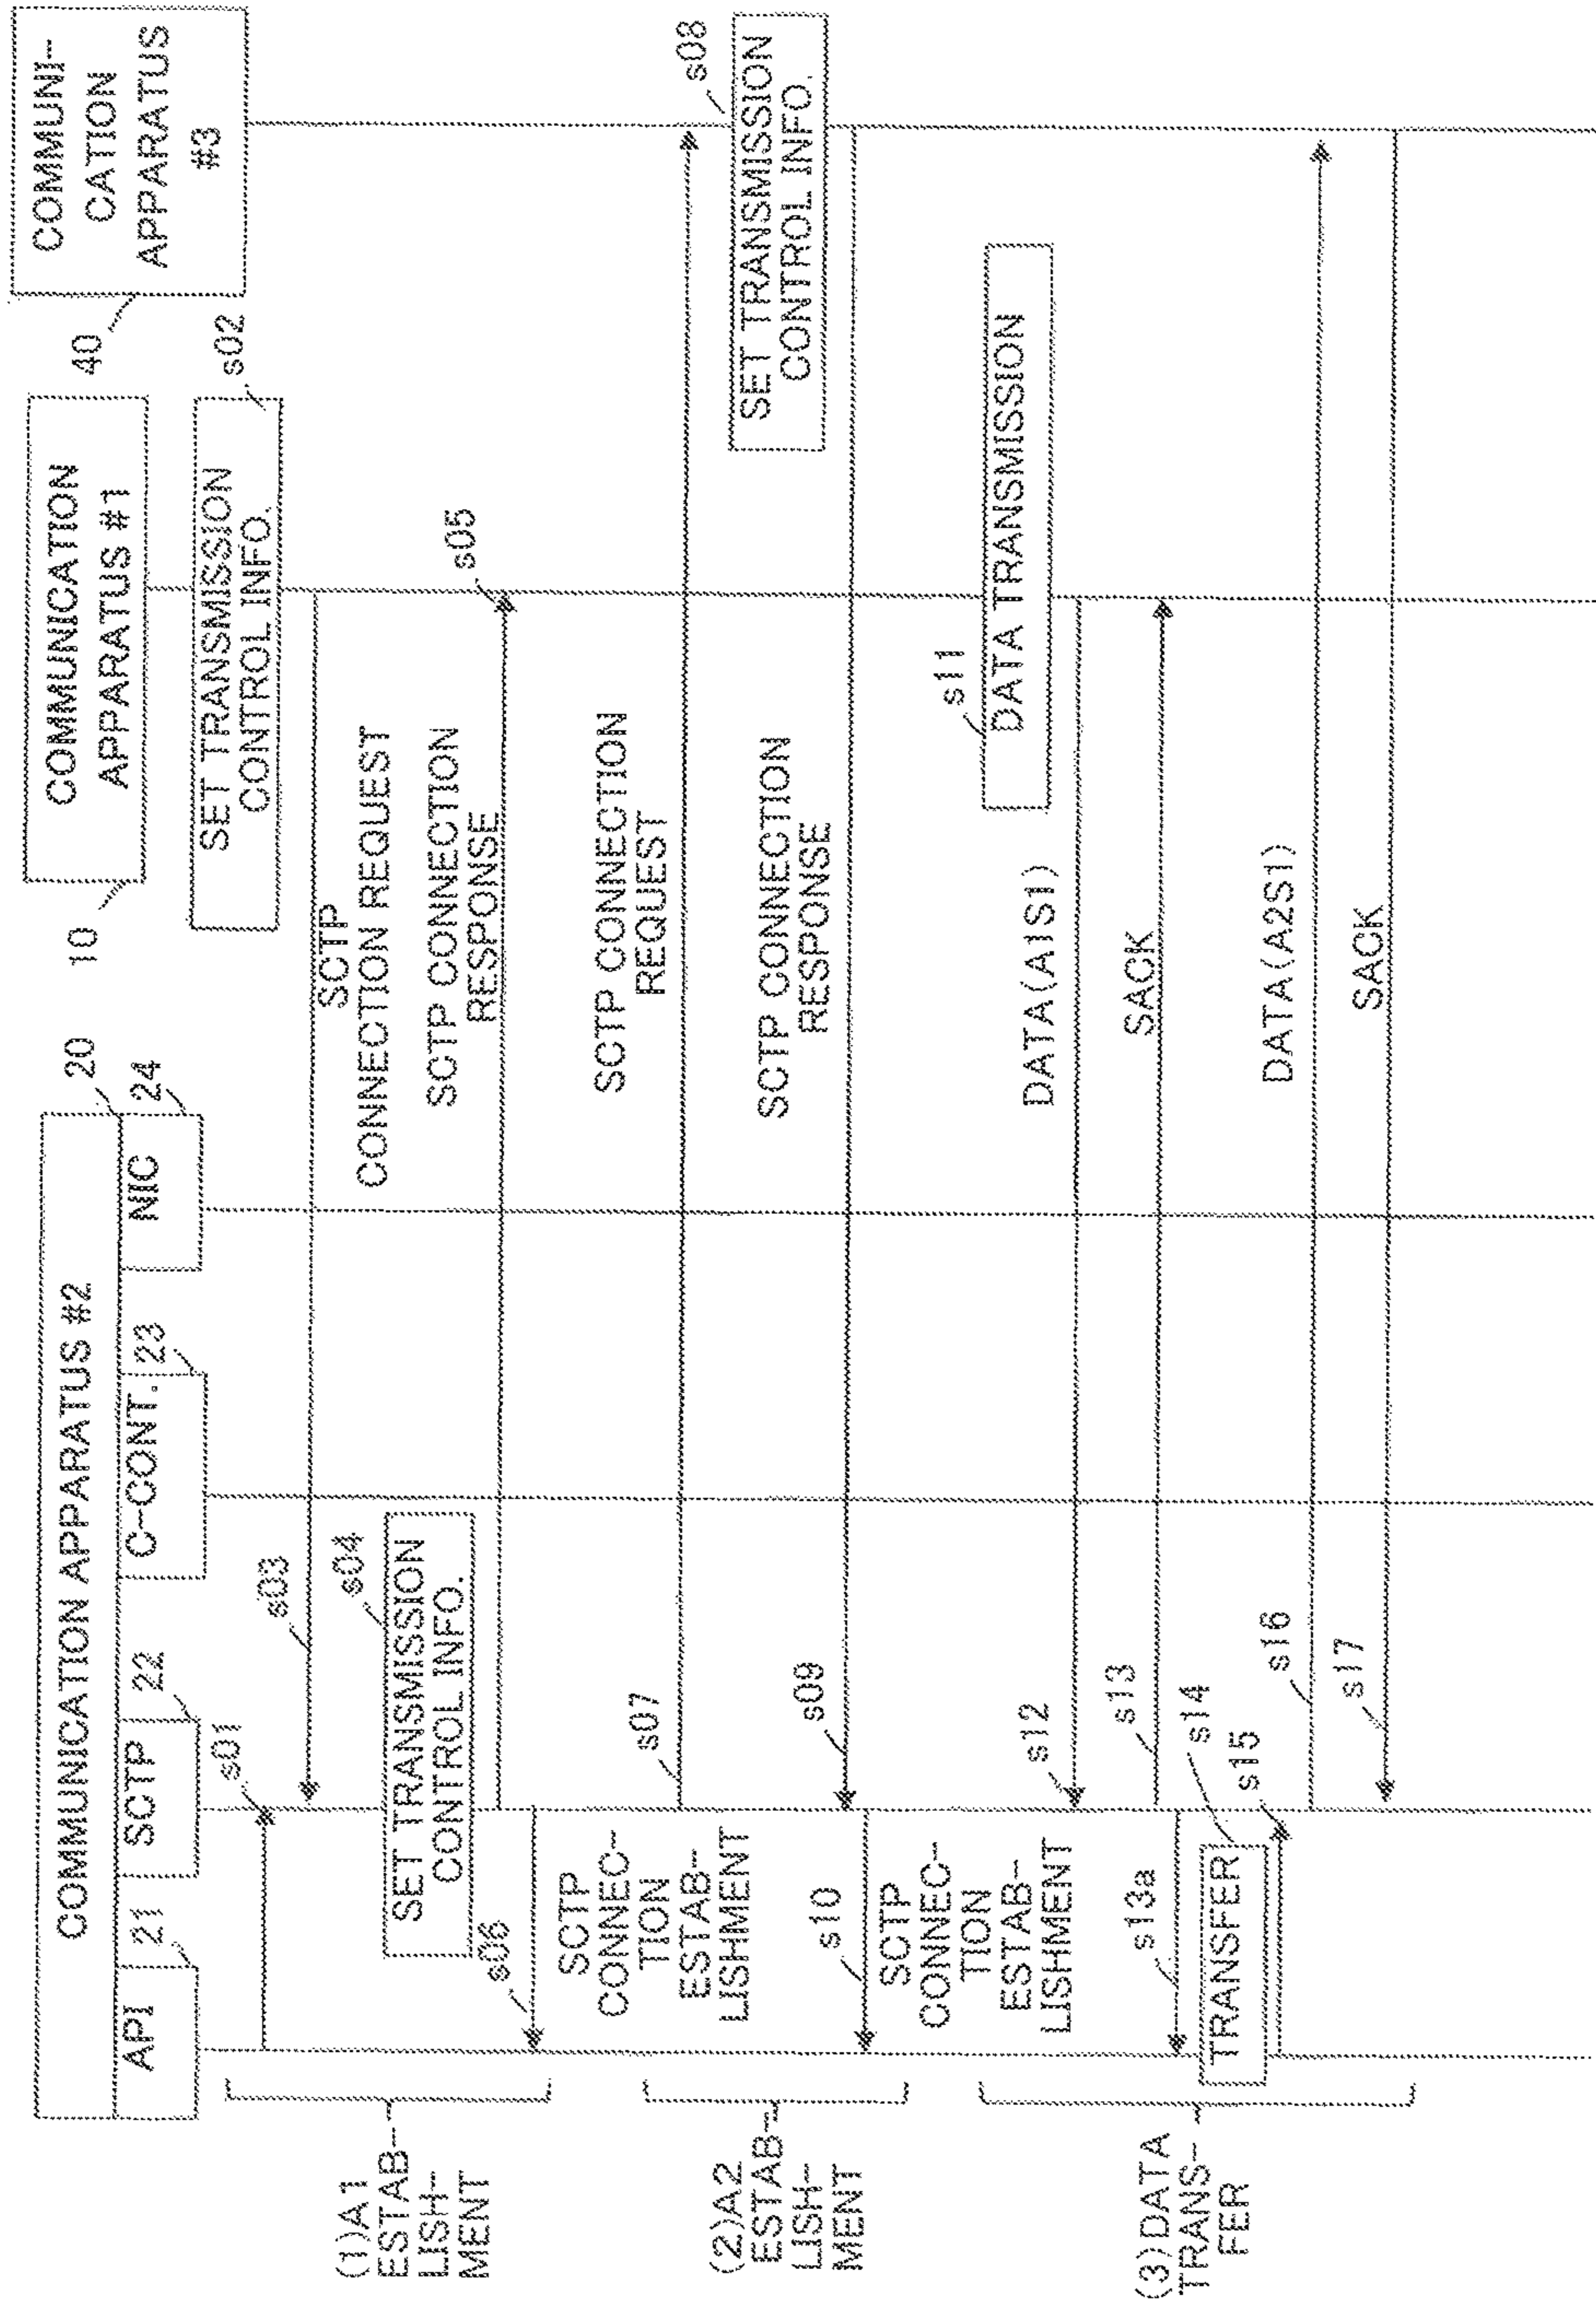 COMMUNICATION APPARATUS #2
20
API
21
SCTP
22
C-CONT.
23
NIC
24
10
COMMUNICATION
APPARATUS #1
40
COMMUNI-
CATION
APPARATUS
#3
s01
SET TRANSMISSION
CONTROL INFO.
s02
(1)A1
ESTAB-
LISH-
MENT
s03
SCTP
CONNECTION REQUEST
s04
SET TRANSMISSION
CONTROL INFO.
SCTP CONNECTION
RESPONSE
s05
s06
SCTP
CONNEC-
TION
ESTAB-
LISHMENT
(2)A2
ESTAB-
LISH-
MENT
s07
SCTP CONNECTION
REQUEST
s08
SET TRANSMISSION
CONTROL INFO.
s09
SCTP CONNECTION
RESPONSE
s10
SCTP
CONNEC-
TION
ESTAB-
LISHMENT
s11
DATA TRANSMISSION
(3)DATA
TRANS-
FER
s12
DATA(A1S1)
s13
SACK
s13a
s14
TRANSFER
s15
s16
DATA(A2S1)
s17
SACK